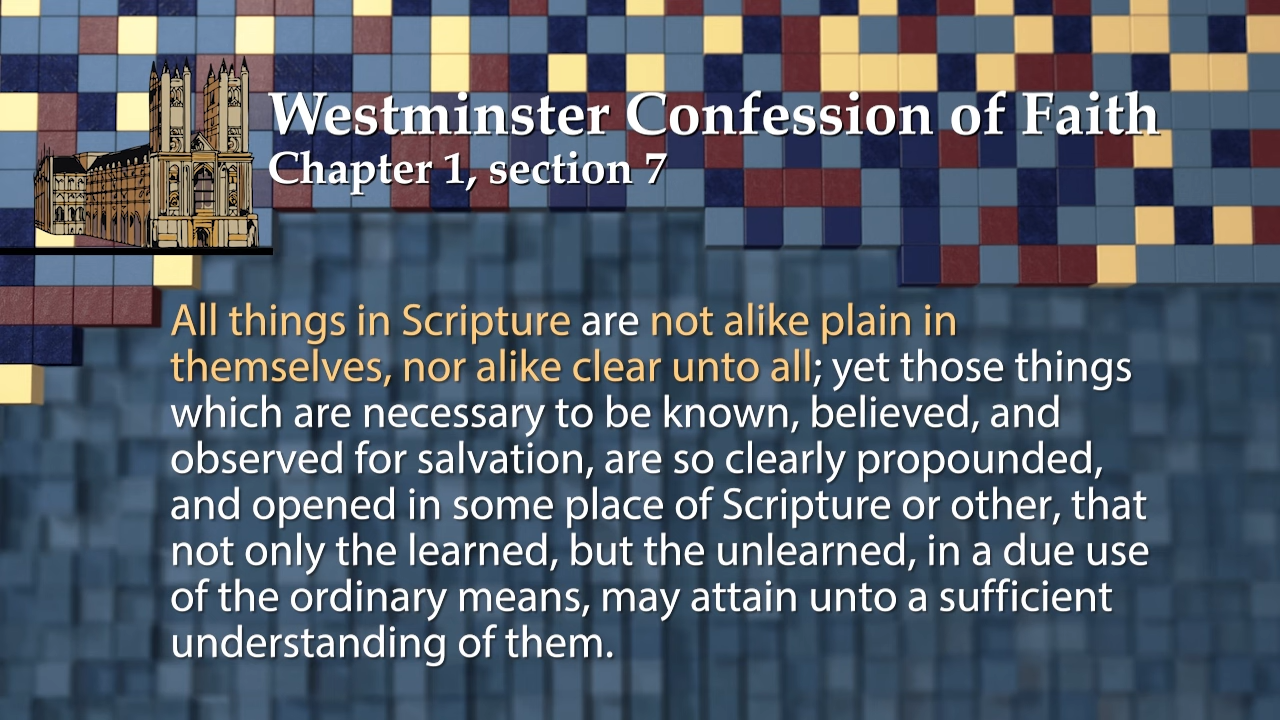 Westminster Confession of Faith
Chapter 1, section 7
All things in Scripture are not alike plain in
themselves, nor alike clear unto all; yet those things
which are necessary to be known, believed, and
observed for salvation, are so clearly propounded,
and opened in some place of Scripture or other, that
not only the learned, but the unlearned, in a due use
of the ordinary means, may attain unto a sufficient
understanding of them.